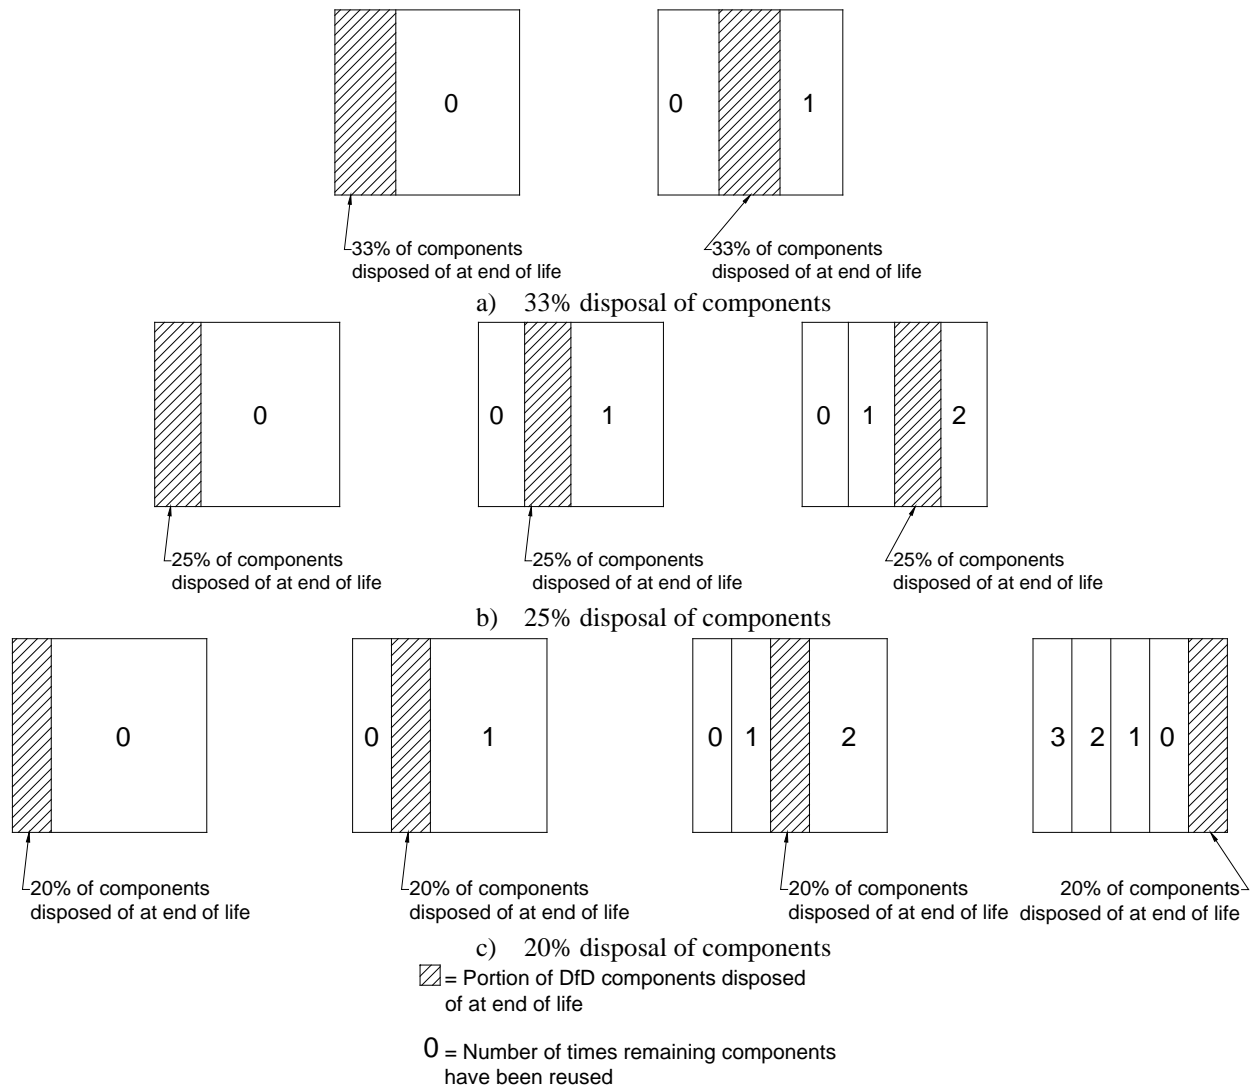 0
0
1
33% of components
disposed of at end of life
33% of components
disposed of at end of life
a) 33% disposal of components
0
0
1
0
1
2
25% of components
disposed of at end of life
25% of components
disposed of at end of life
25% of components
disposed of at end of life
b) 25% disposal of components
0
0
1
0
1
2
3
2
1
0
20% of components
disposed of at end of life
20% of components
disposed of at end of life
20% of components
disposed of at end of life
20% of components
disposed of at end of life
c) 20% disposal of components
= Portion of DfD components disposed
of at end of life
0 = Number of times remaining components
have been reused